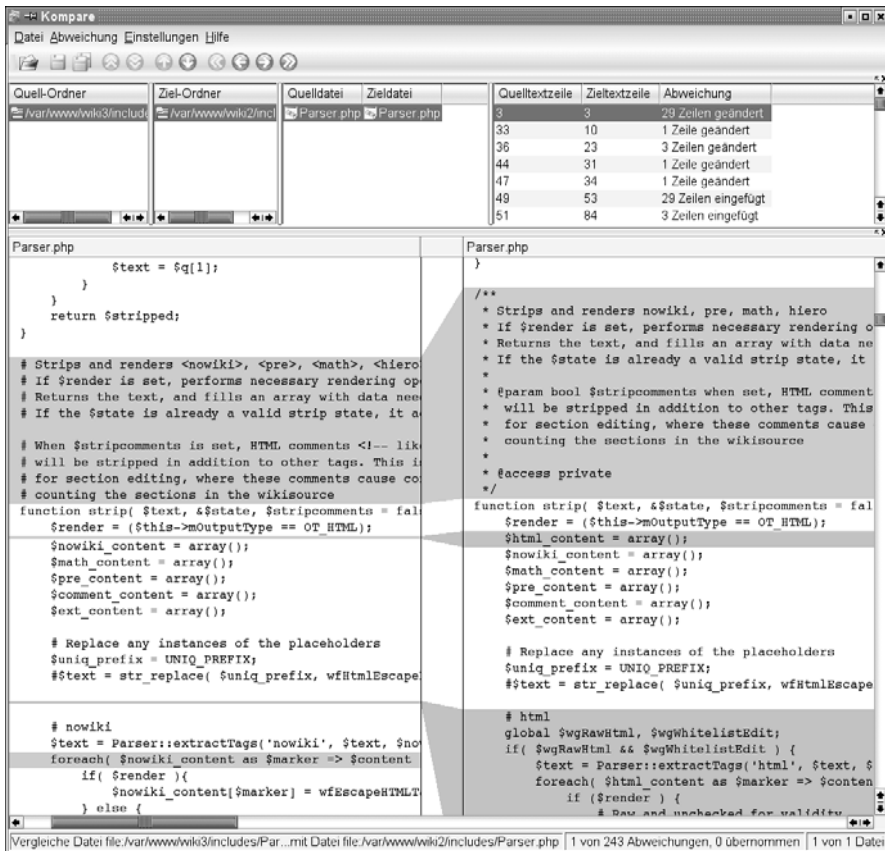 Kompare
Datei Abweichung Einstellungen Hilfe
Quell-Ordner Ziel-Ordner Quelldatei Zieldatei Quelltextzeile Zieltextzeile Abweichung
/var/www/wiki3/include /var/www/wiki2/incl Parser.php Parser.php 3 3 29 Zeilen geändert
33 10 1 Zeile geändert
36 23 3 Zeilen geändert
44 31 1 Zeile geändert
47 34 1 Zeile geändert
49 53 29 Zeilen eingefügt
51 84 3 Zeilen eingefügt
Parser.php
$text = $q[1];
}
}
return $stripped;
}
# Strips and renders <nowiki>, <pre>, <math>, <hiero
# If $render is set, performs necessary rendering ope
# Returns the text, and fills an array with data nee
# If the $state is already a valid strip state, it a
# When $stripcomments is set, HTML comments <!-- lik
# will be stripped in addition to other tags. This i
# for section editing, where these comments cause co
# counting the sections in the wikisource
function strip( $text, &$state, $stripcomments = fal
$render = ($this->mOutputType == OT_HTML);
$nowiki_content = array();
$math_content = array();
$pre_content = array();
$comment_content = array();
$ext_content = array();
# Replace any instances of the placeholders
$uniq_prefix = UNIQ_PREFIX;
#$text = str_replace( $uniq_prefix, wfHtmlEscape
# nowiki
$text = Parser::extractTags('nowiki', $text, $no
foreach( $nowiki_content as $marker => $content
if( $render ){
$nowiki_content[$marker] = wfEscapeHTMLT
} else {
Parser.php
}
/**
* Strips and renders nowiki, pre, math, hiero
* If $render is set, performs necessary rendering o
* Returns the text, and fills an array with data ne
* If the $state is already a valid strip state, it
*
* @param bool $stripcomments when set, HTML comment
* will be stripped in addition to other tags. This
* for section editing, where these comments cause
* counting the sections in the wikisource
*
* @access private
*/
function strip( $text, &$state, $stripcomments = fal
$render = ($this->mOutputType == OT_HTML);
$html_content = array();
$nowiki_content = array();
$math_content = array();
$pre_content = array();
$comment_content = array();
$ext_content = array();
# Replace any instances of the placeholders
$uniq_prefix = UNIQ_PREFIX;
#$text = str_replace( $uniq_prefix, wfHtmlEscape
# html
global $wgRawHtml, $wgWhitelistEdit;
if( $wgRawHtml && $wgWhitelistEdit ) {
$text = Parser::extractTags('html', $text, $
foreach( $html_content as $marker => $conten
if ($render ) {
# Raw and unchecked for validity
Vergleiche Datei file:/var/www/wiki3/includes/Par...mit Datei file:/var/www/wiki2/includes/Parser.php 1 von 243 Abweichungen, 0 übernommen 1 von 1 Datei